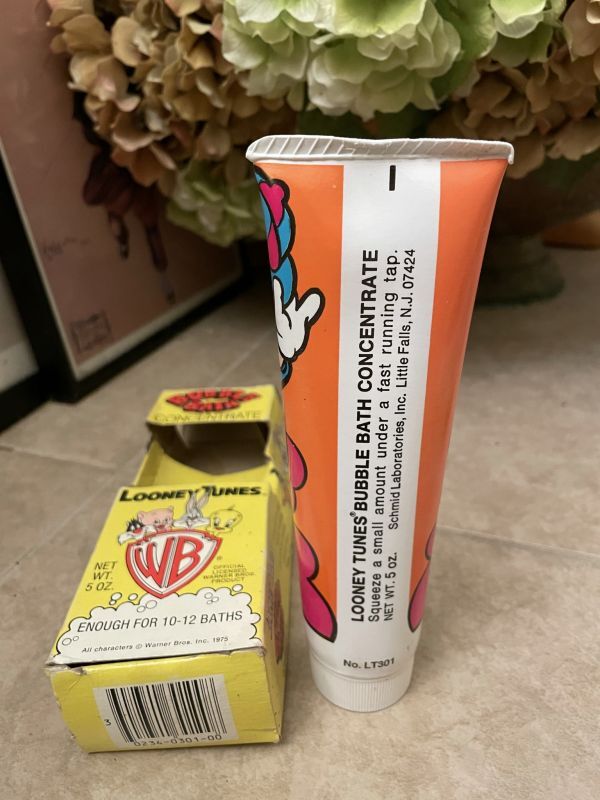 BUBBLE
BATH
CONCENTRATE
LOONEY TUNES
WB
®
NET
WT.
5 OZ.
OFFICIAL
LICENSED
WARNER BROS.
PRODUCT
ENOUGH FOR 10-12 BATHS
All characters © Warner Bros. Inc. 1975
3
0234-0301-00
LOONEY TUNES® BUBBLE BATH CONCENTRATE
Squeeze a small amount under a fast running tap.
NET WT. 5 OZ. Schmid Laboratories, Inc. Little Falls, N.J. 07424
No. LT301